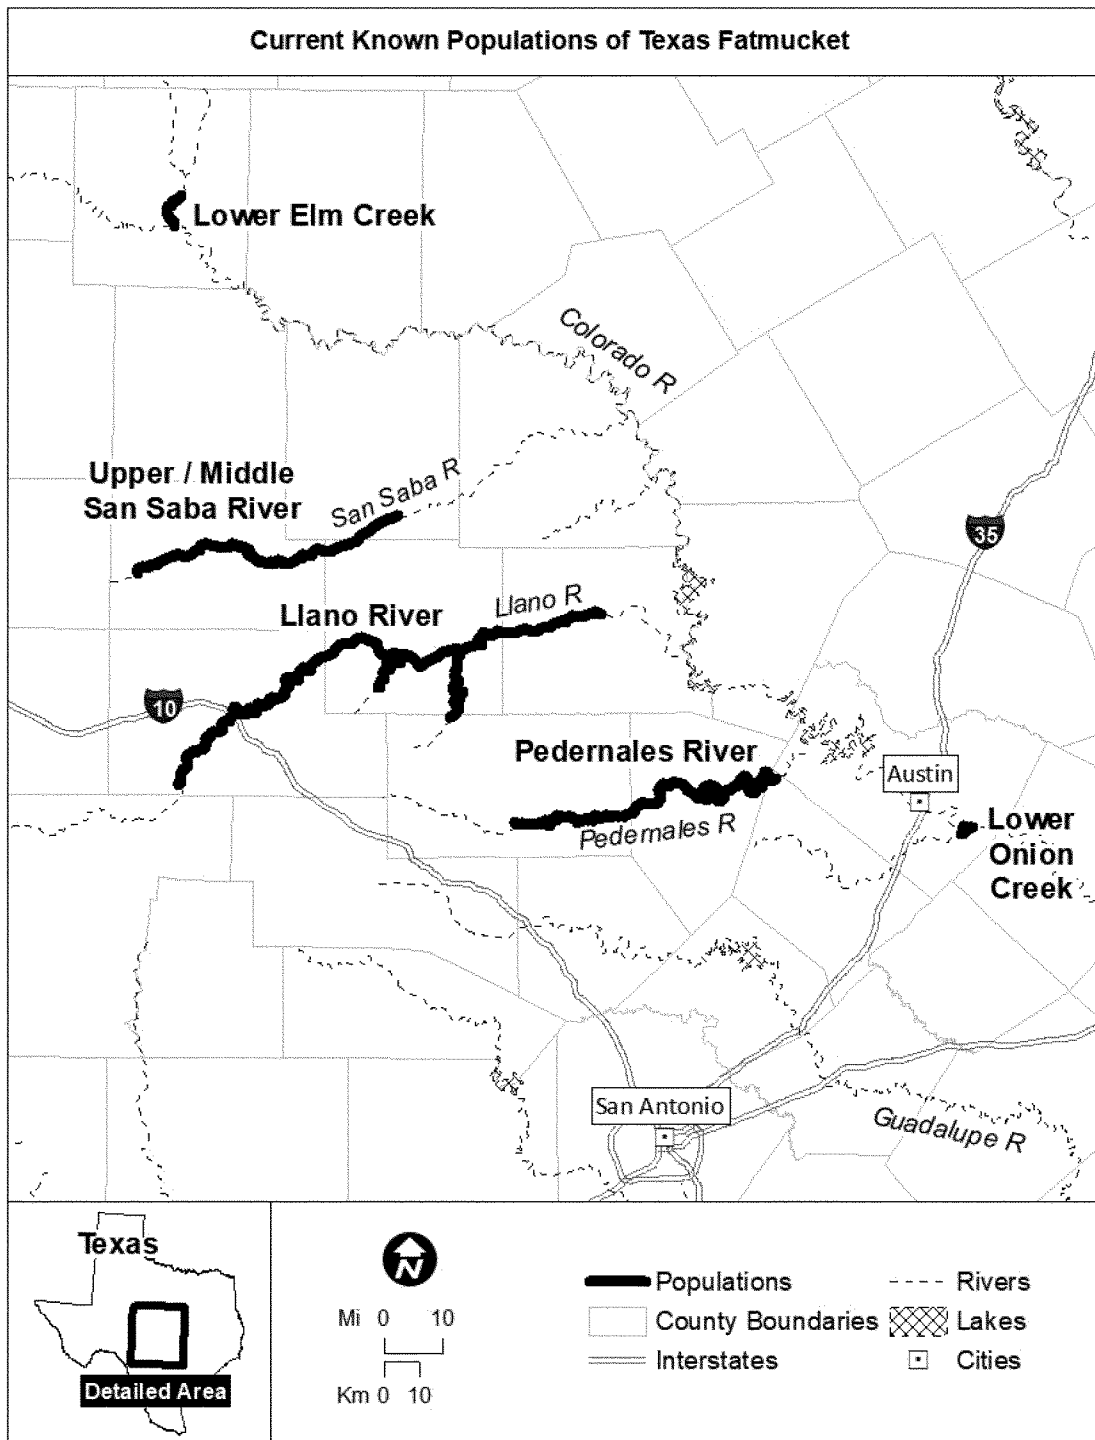 Current Known Populations of Texas Fatmucket
Lower Elm Creek
Colorado R
Upper / Middle
San Saba River
San Saba R
35
Llano River
Llano R
10
Pedernales River
Austin
Pedernales R
Lower
Onion
Creek
San Antonio
Guadalupe R
Texas
Detailed Area
N
Mi 0 10
Km 0 10
Populations
County Boundaries
Interstates
Rivers
Lakes
Cities